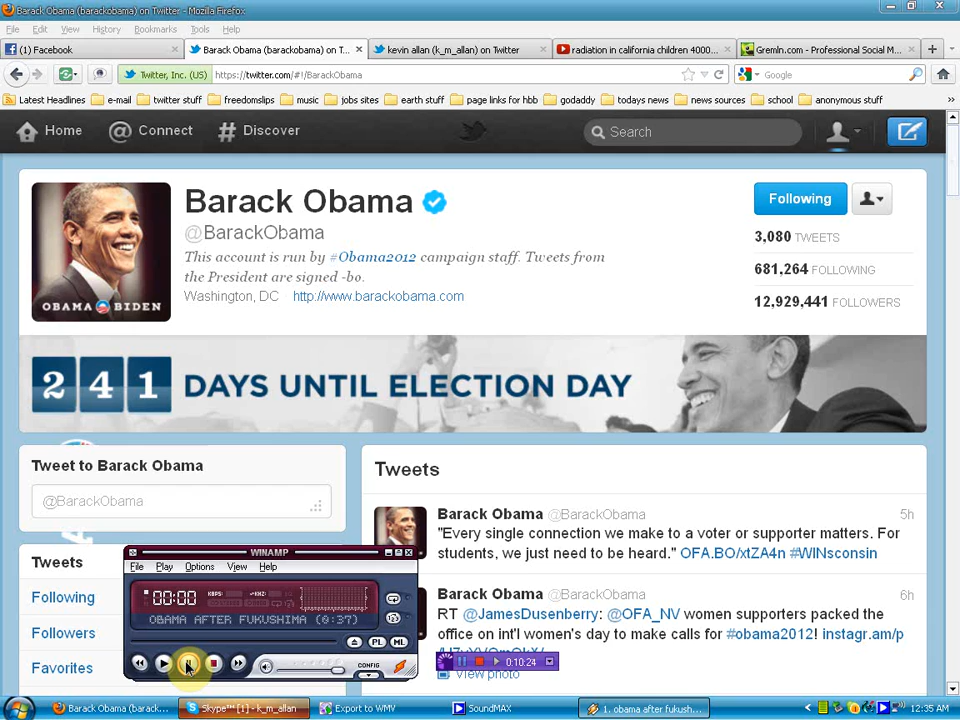 Barack Obama (barackobama) on Twitter - Mozilla Firefox
File Edit View History Bookmarks Tools Help
(1) Facebook
Barack Obama (barackobama) on T...
kevin allan (k_m_allan) on Twitter
radiation in california children 4000...
Gremln.com - Professional Social M...
Twitter, Inc. (US)
https://twitter.com/#!/BarackObama
Google
Latest Headlines e-mail twitter stuff freedomslips music jobs sites earth stuff page links for hbb godaddy todays news news sources school anonymous stuff
Home Connect Discover
Search
Barack Obama
@BarackObama
This account is run by #Obama2012 campaign staff. Tweets from
the President are signed -bo.
Washington, DC http://www.barackobama.com
OBAMA BIDEN
Following
3,080 TWEETS
681,264 FOLLOWING
12,929,441 FOLLOWERS
241 DAYS UNTIL ELECTION DAY
Tweet to Barack Obama
@BarackObama
Tweets
Following
Followers
Favorites
Tweets
Barack Obama @BarackObama 5h
"Every single connection we make to a voter or supporter matters. For
students, we just need to be heard." OFA.BO/xtZA4n #WINsconsin
Barack Obama @BarackObama 6h
RT @JamesDusenberry: @OFA_NV women supporters packed the
office on int'l women's day to make calls for #obama2012! instagr.am/p
View photo
WINAMP
File Play Options View Help
00:00
KBPS: KHZ:
OBAMA AFTER FUKUSHIMA (0:37)
PL ML
CONFIG
0:10:24
Barack Obama (barack...
Skype™ [1] - k_m_allan
Export to WMV
SoundMAX
1. obama after fukush...
12:35 AM